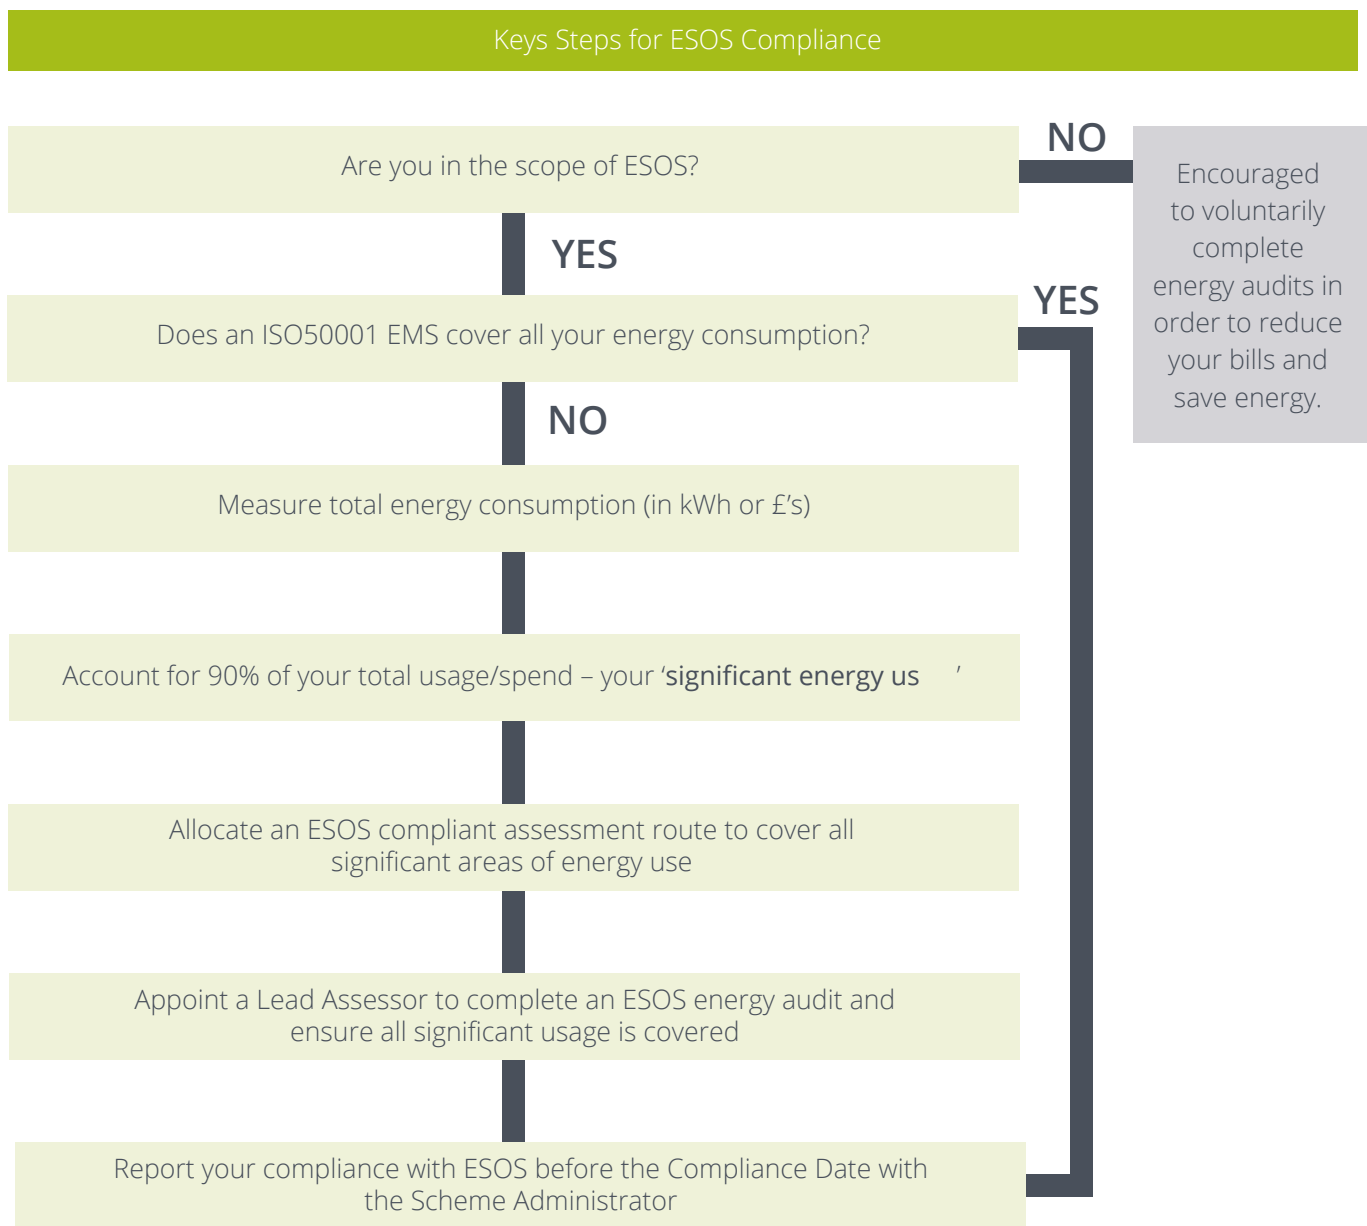 Keys Steps for ESOS Compliance
Are you in the scope of ESOS?
NO
Encouraged
to voluntarily
complete
energy audits in
order to reduce
your bills and
save energy.
YES
Does an ISO50001 EMS cover all your energy consumption?
YES
NO
Measure total energy consumption (in kWh or £’s)
Account for 90% of your total usage/spend – your ‘significant energy us ’
Allocate an ESOS compliant assessment route to cover all
significant areas of energy use
Appoint a Lead Assessor to complete an ESOS energy audit and
ensure all significant usage is covered
Report your compliance with ESOS before the Compliance Date with
the Scheme Administrator